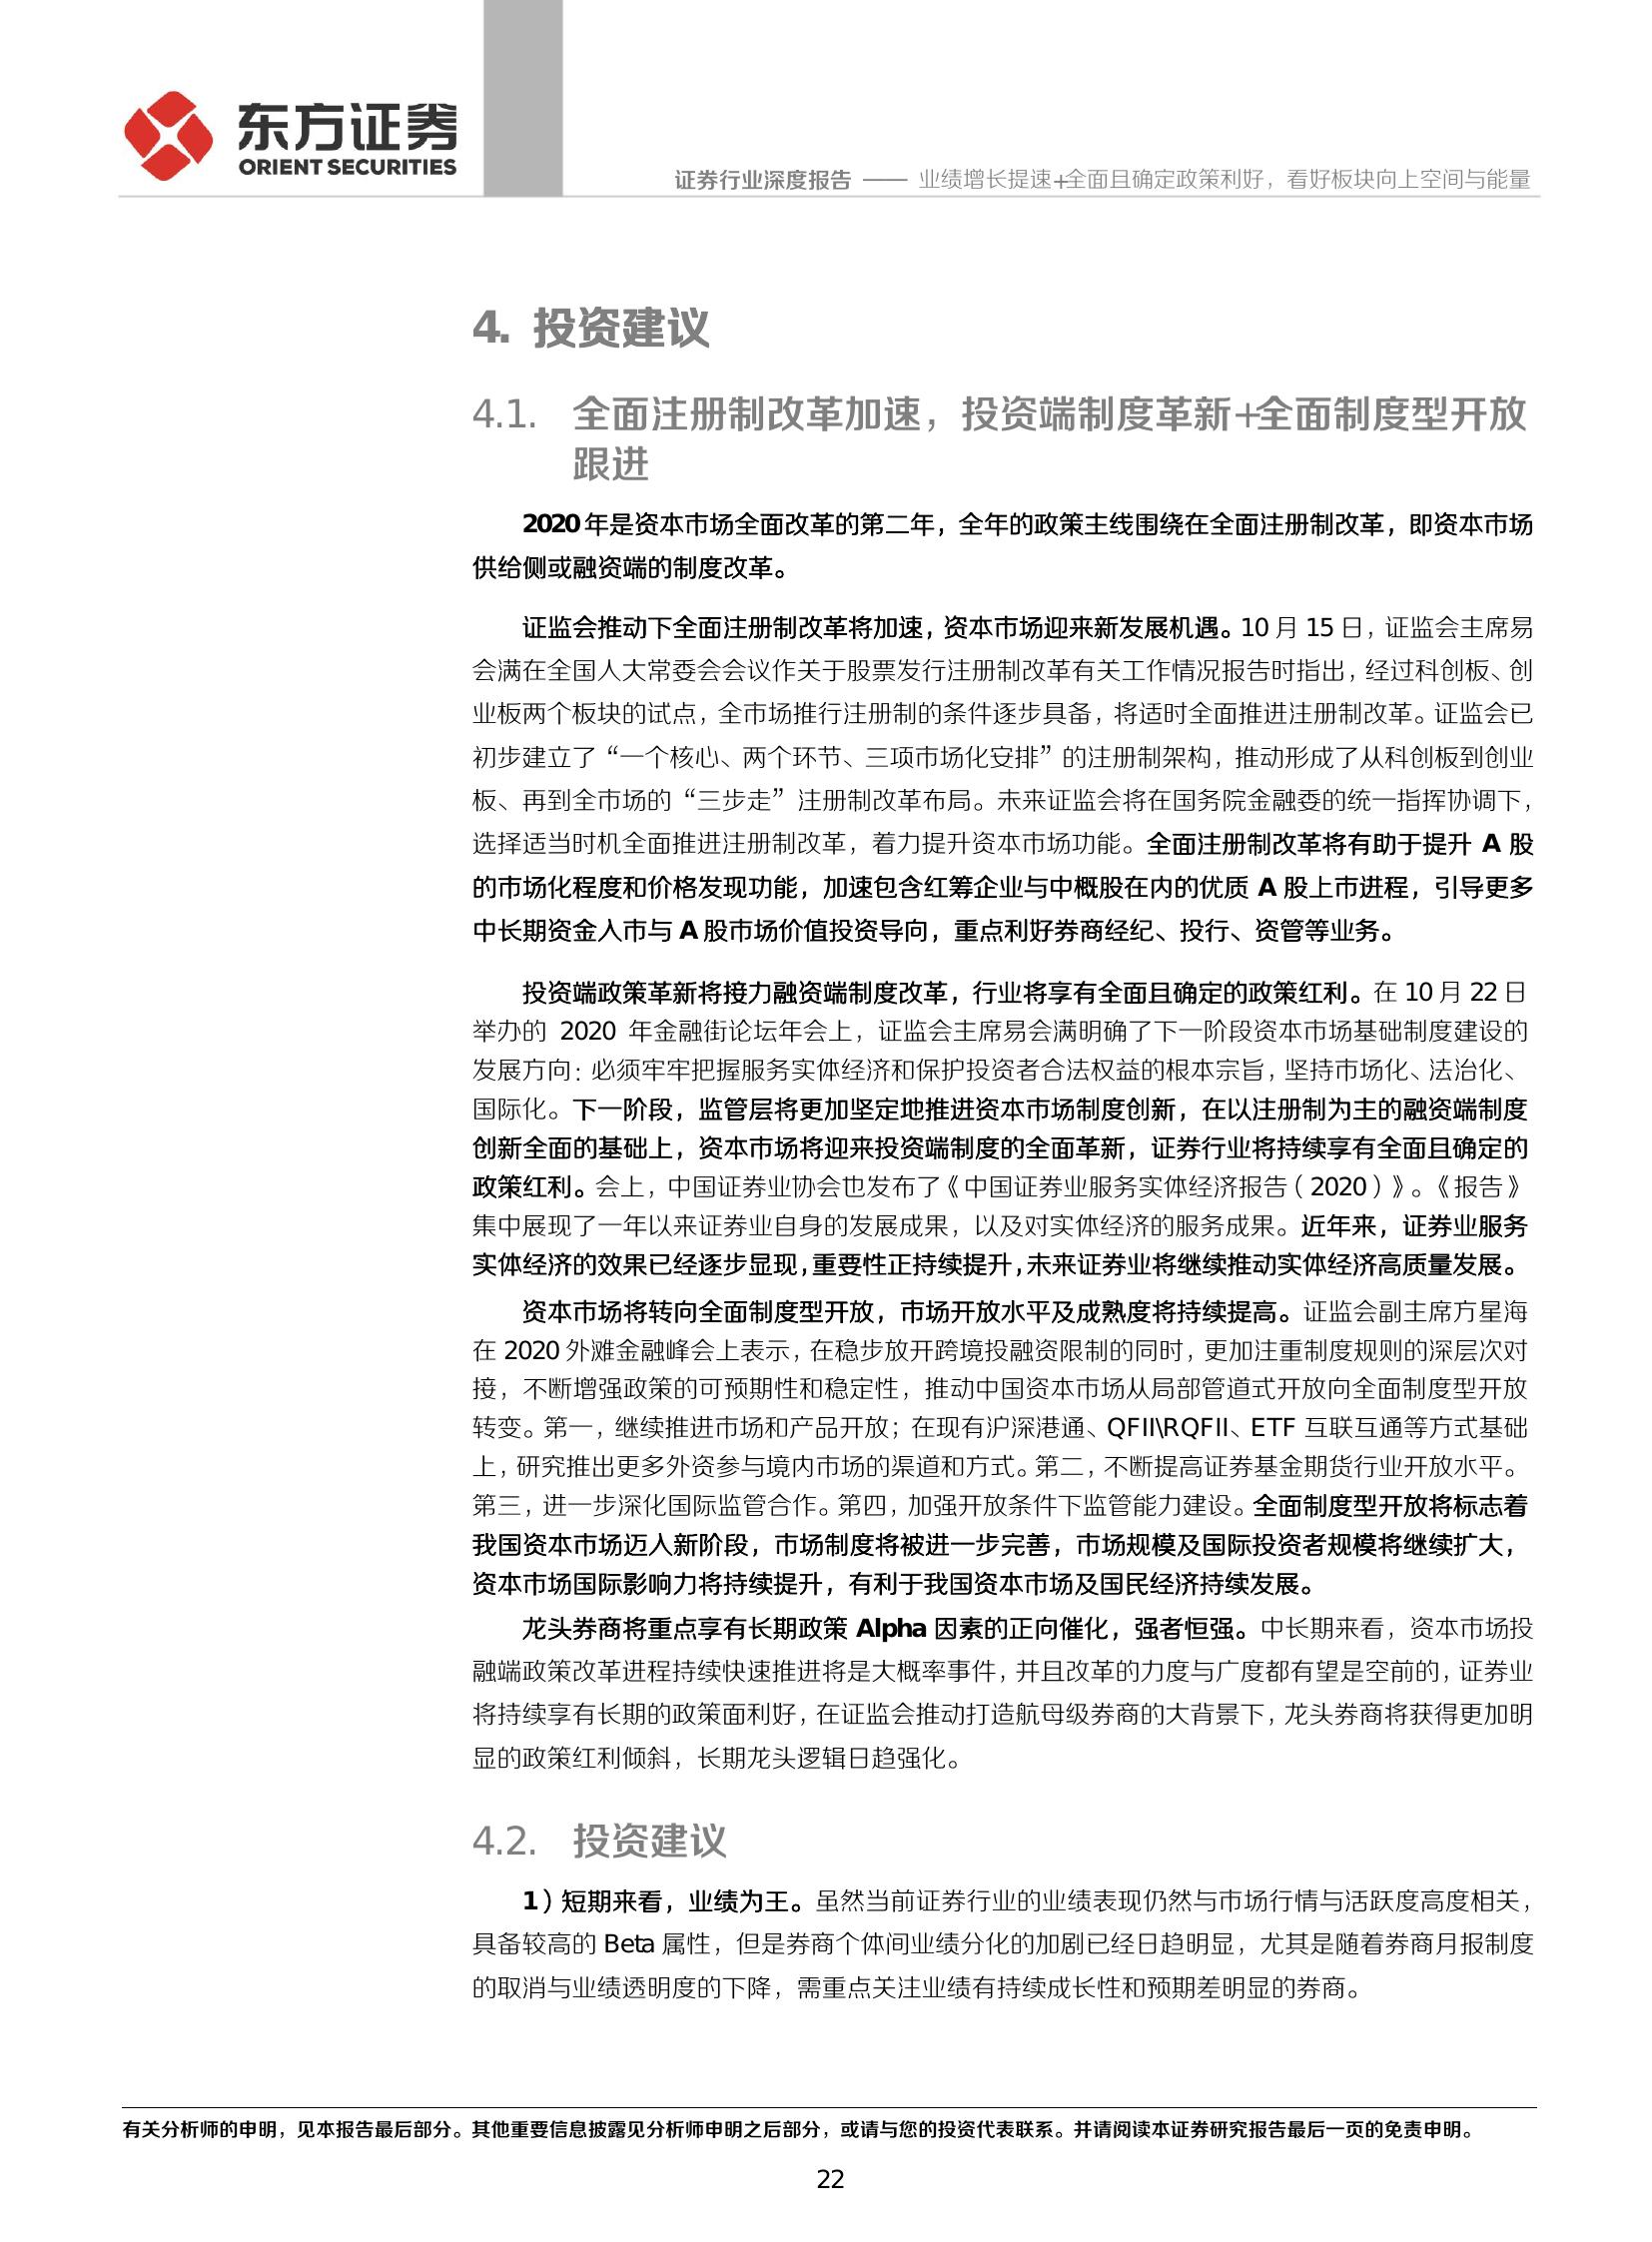 东方证券
ORIENT SECURITIES
证券行业深度报告 —— 业绩增长提速+全面且确定政策利好，看好板块向上空间与能量
4. 投资建议
4.1. 全面注册制改革加速，投资端制度革新+全面制度型开放
跟进
2020年是资本市场全面改革的第二年，全年的政策主线围绕在全面注册制改革，即资本市场
供给侧或融资端的制度改革。
证监会推动下全面注册制改革将加速，资本市场迎来新发展机遇。10 月 15 日，证监会主席易
会满在全国人大常委会会议作关于股票发行注册制改革有关工作情况报告时指出，经过科创板、创
业板两个板块的试点，全市场推行注册制的条件逐步具备，将适时全面推进注册制改革。证监会已
初步建立了“一个核心、两个环节、三项市场化安排”的注册制架构，推动形成了从科创板到创业
板、再到全市场的“三步走”注册制改革布局。未来证监会将在国务院金融委的统一指挥协调下，
选择适当时机全面推进注册制改革，着力提升资本市场功能。全面注册制改革将有助于提升 A 股
的市场化程度和价格发现功能，加速包含红筹企业与中概股在内的优质 A 股上市进程，引导更多
中长期资金入市与 A 股市场价值投资导向，重点利好券商经纪、投行、资管等业务。
投资端政策革新将接力融资端制度改革，行业将享有全面且确定的政策红利。在 10 月 22 日
举办的 2020 年金融街论坛年会上，证监会主席易会满明确了下一阶段资本市场基础制度建设的
发展方向：必须牢牢把握服务实体经济和保护投资者合法权益的根本宗旨，坚持市场化、法治化、
国际化。下一阶段，监管层将更加坚定地推进资本市场制度创新，在以注册制为主的融资端制度
创新全面的基础上，资本市场将迎来投资端制度的全面革新，证券行业将持续享有全面且确定的
政策红利。会上，中国证券业协会也发布了《中国证券业服务实体经济报告（2020）》。《报告》
集中展现了一年以来证券业自身的发展成果，以及对实体经济的服务成果。近年来，证券业服务
实体经济的效果已经逐步显现，重要性正持续提升，未来证券业将继续推动实体经济高质量发展。
资本市场将转向全面制度型开放，市场开放水平及成熟度将持续提高。证监会副主席方星海
在 2020 外滩金融峰会上表示，在稳步放开跨境投融资限制的同时，更加注重制度规则的深层次对
接，不断增强政策的可预期性和稳定性，推动中国资本市场从局部管道式开放向全面制度型开放
转变。第一，继续推进市场和产品开放；在现有沪深港通、QFII\RQFII、ETF 互联互通等方式基础
上，研究推出更多外资参与境内市场的渠道和方式。第二，不断提高证券基金期货行业开放水平。
第三，进一步深化国际监管合作。第四，加强开放条件下监管能力建设。全面制度型开放将标志着
我国资本市场迈入新阶段，市场制度将被进一步完善，市场规模及国际投资者规模将继续扩大，
资本市场国际影响力将持续提升，有利于我国资本市场及国民经济持续发展。
龙头券商将重点享有长期政策 Alpha 因素的正向催化，强者恒强。中长期来看，资本市场投
融端政策改革进程持续快速推进将是大概率事件，并且改革的力度与广度都有望是空前的，证券业
将持续享有长期的政策面利好，在证监会推动打造航母级券商的大背景下，龙头券商将获得更加明
显的政策红利倾斜，长期龙头逻辑日趋强化。
4.2. 投资建议
1）短期来看，业绩为王。虽然当前证券行业的业绩表现仍然与市场行情与活跃度高度相关，
具备较高的 Beta 属性，但是券商个体间业绩分化的加剧已经日趋明显，尤其是随着券商月报制度
的取消与业绩透明度的下降，需重点关注业绩有持续成长性和预期差明显的券商。
有关分析师的申明，见本报告最后部分。其他重要信息披露见分析师申明之后部分，或请与您的投资代表联系。并请阅读本证券研究报告最后一页的免责申明。
22